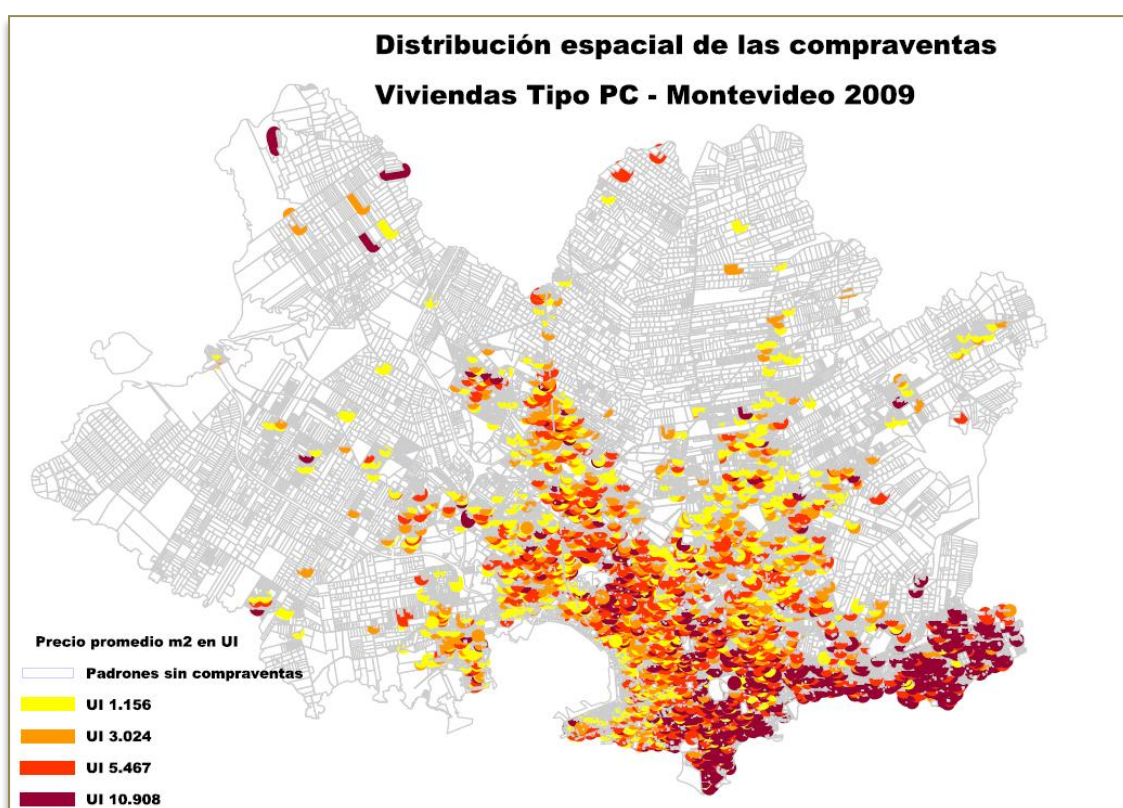 Distribución espacial de las compraventas
Viviendas Tipo PC - Montevideo 2009
Precio promedio m2 en UI
Padrones sin compraventas
UI 1.156
UI 3.024
UI 5.467
UI 10.908